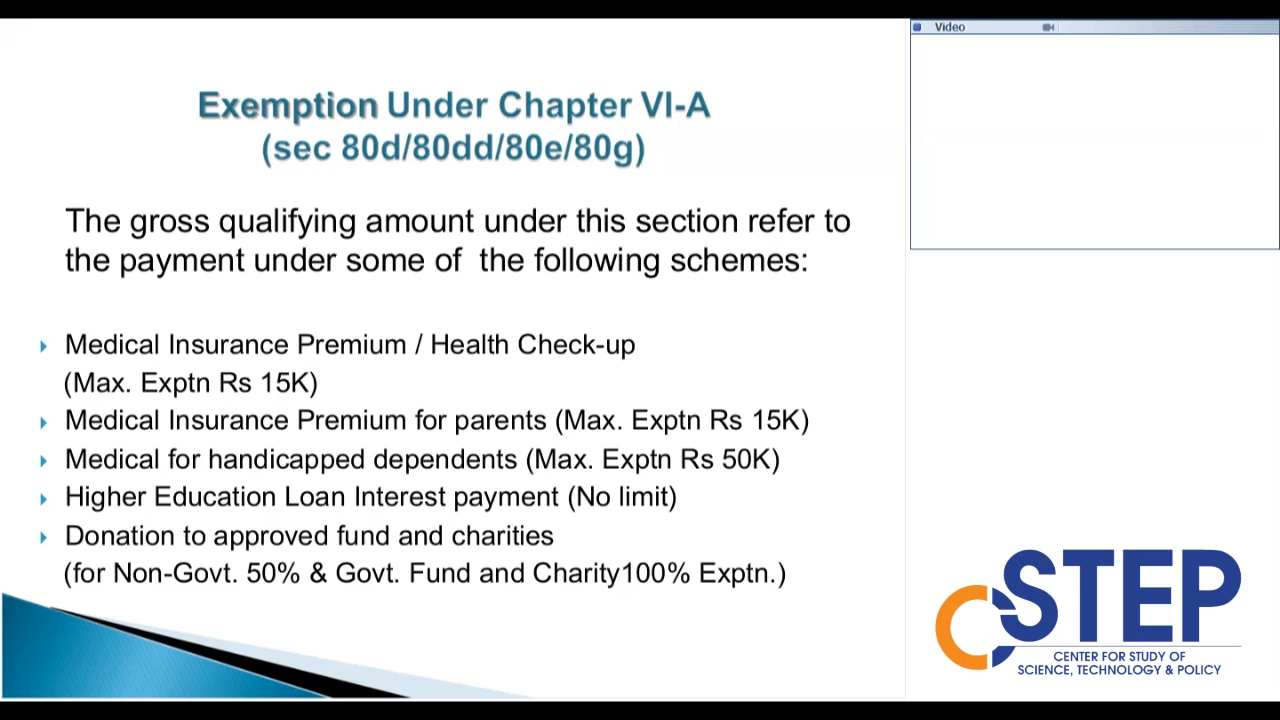 Exemption Under Chapter VI-A
(sec 80d/80dd/80e/80g)
The gross qualifying amount under this section refer to
the payment under some of the following schemes:
Medical Insurance Premium / Health Check-up
(Max. Exptn Rs 15K)
Medical Insurance Premium for parents (Max. Exptn Rs 15K)
Medical for handicapped dependents (Max. Exptn Rs 50K)
Higher Education Loan Interest payment (No limit)
Donation to approved fund and charities
(for Non-Govt. 50% & Govt. Fund and Charity100% Exptn.)
Video
CSTEP
CENTER FOR STUDY OF
SCIENCE, TECHNOLOGY & POLICY